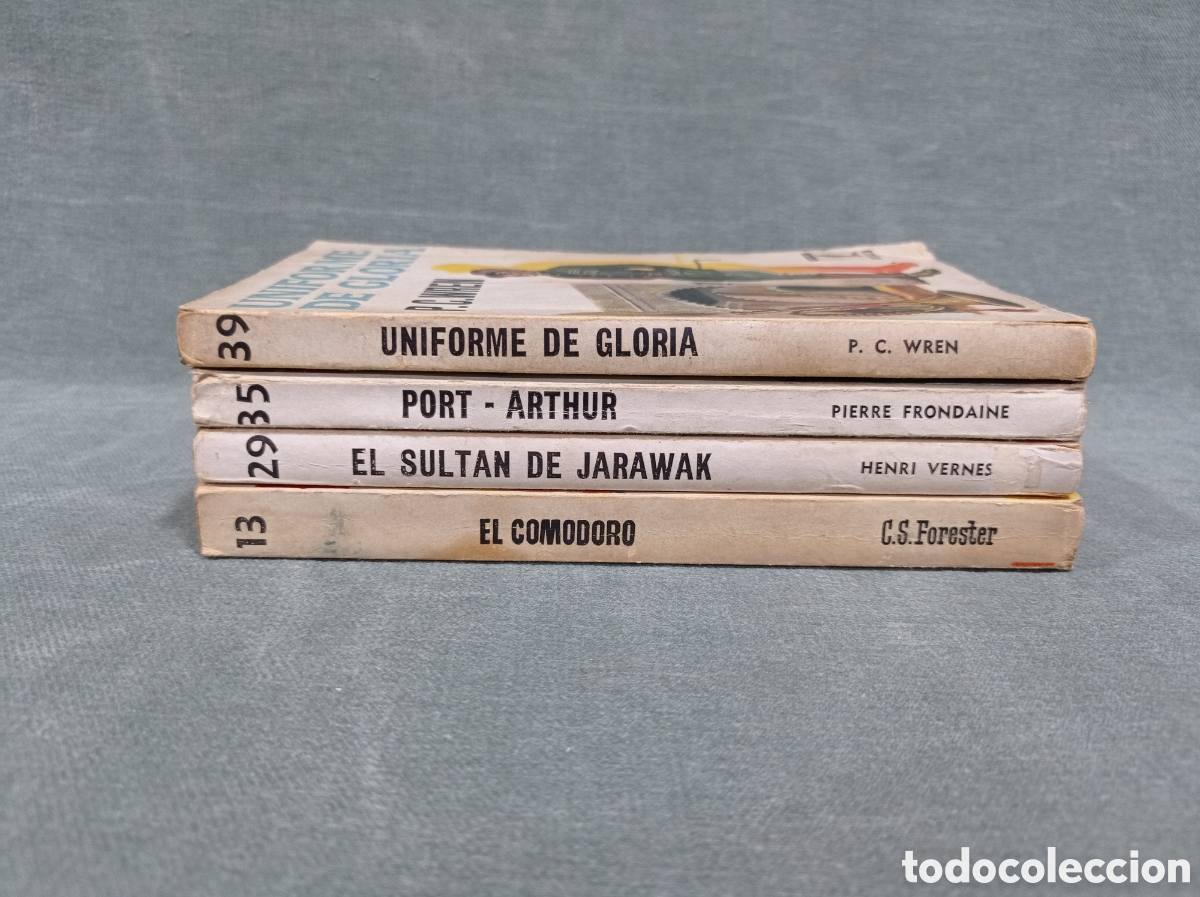 UNIFORME
DE GLORIA
P.C.WREN
39
UNIFORME DE GLORIA
P. C. WREN
35
PORT - ARTHUR
PIERRE FRONDAINE
29
EL SULTAN DE JARAWAK
HENRI VERNES
13
EL COMODORO
C.S. Forester
todocoleccion